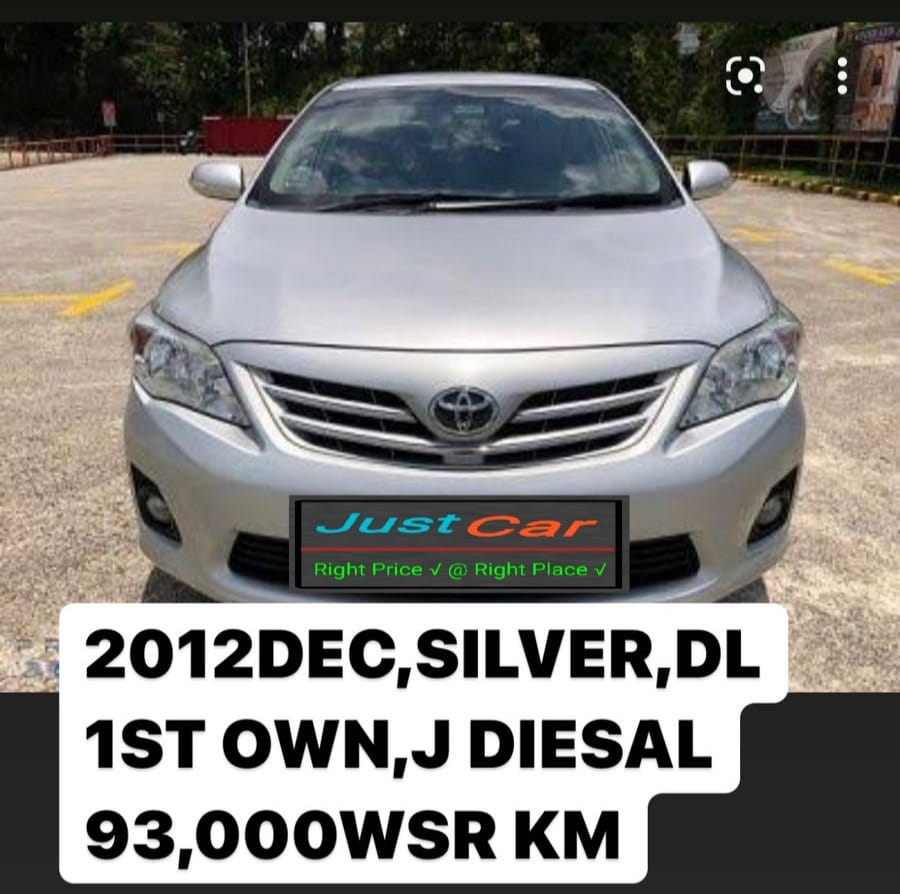 Just Car
Right Price √ @ Right Place √
2012DEC,SILVER,DL
1ST OWN,J DIESAL
93,000WSR KM